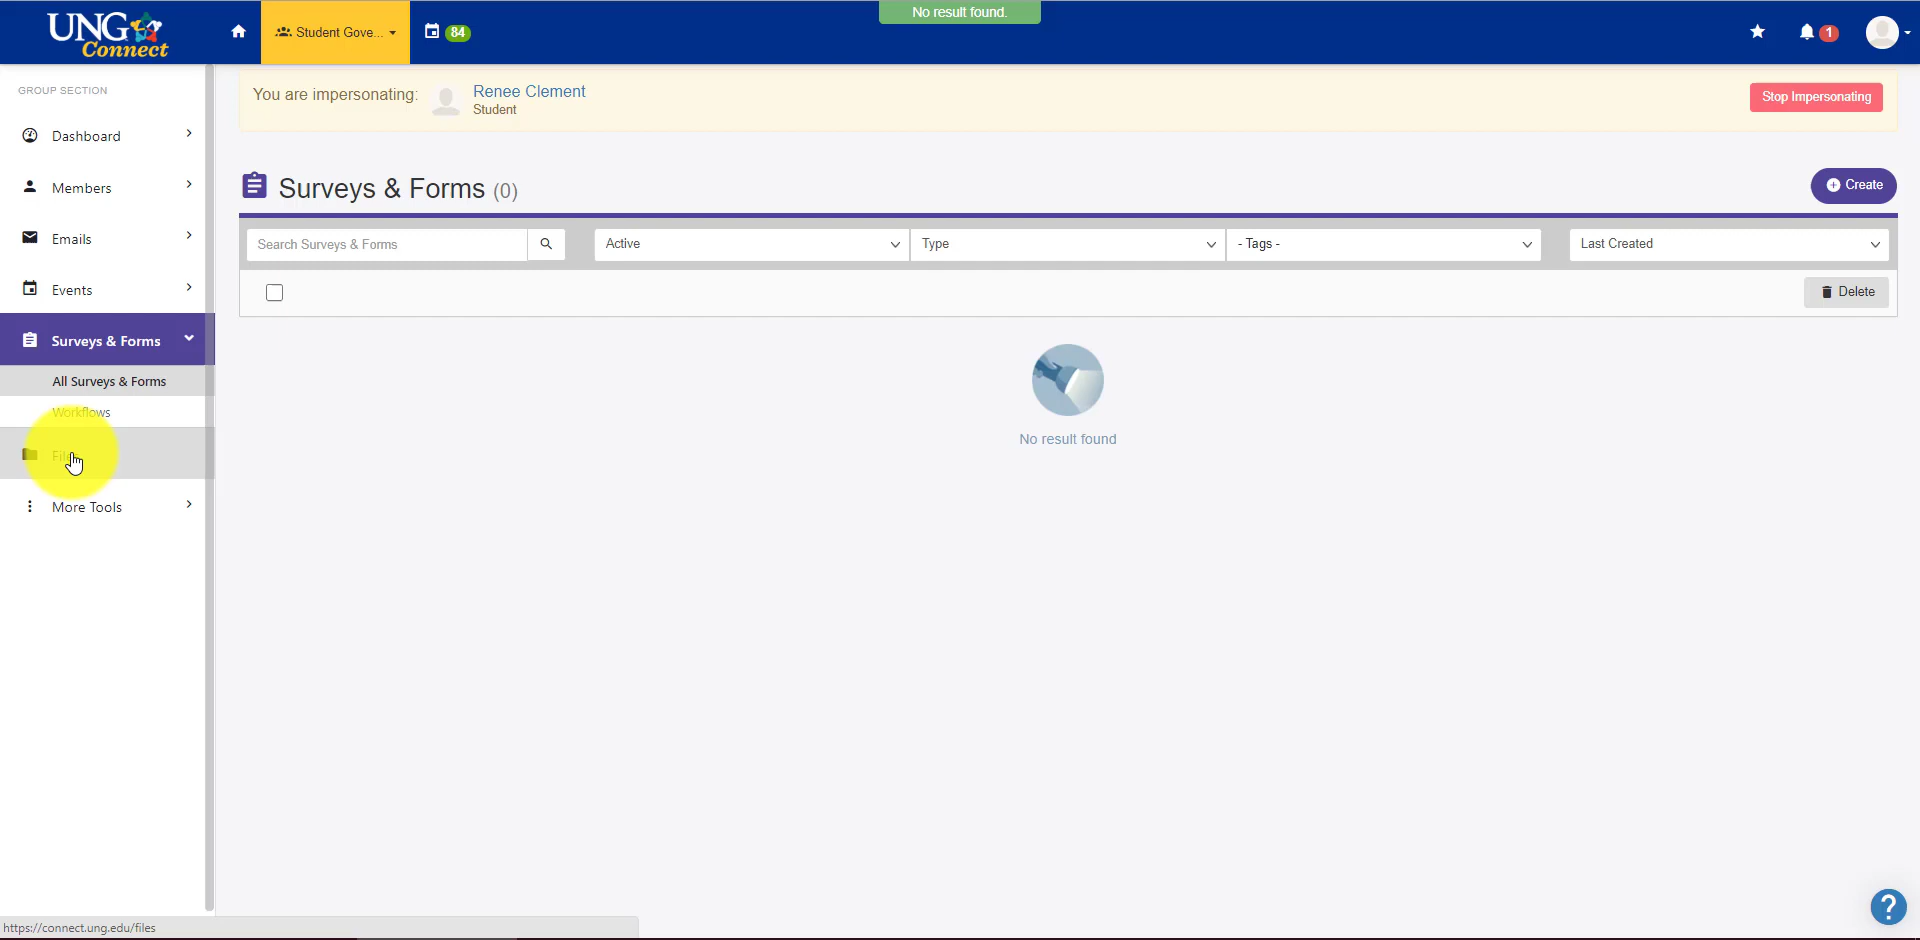 UNG
Connect
Student Gove...
84
No result found.
1
GROUP SECTION
Dashboard
Members
Emails
Events
Surveys & Forms
All Surveys & Forms
Workflows
Files
More Tools
You are impersonating:
Renee Clement
Student
Stop Impersonating
Surveys & Forms (0)
Create
Search Surveys & Forms
Active
Type
- Tags -
Last Created
Delete
No result found
?
https://connect.ung.edu/files